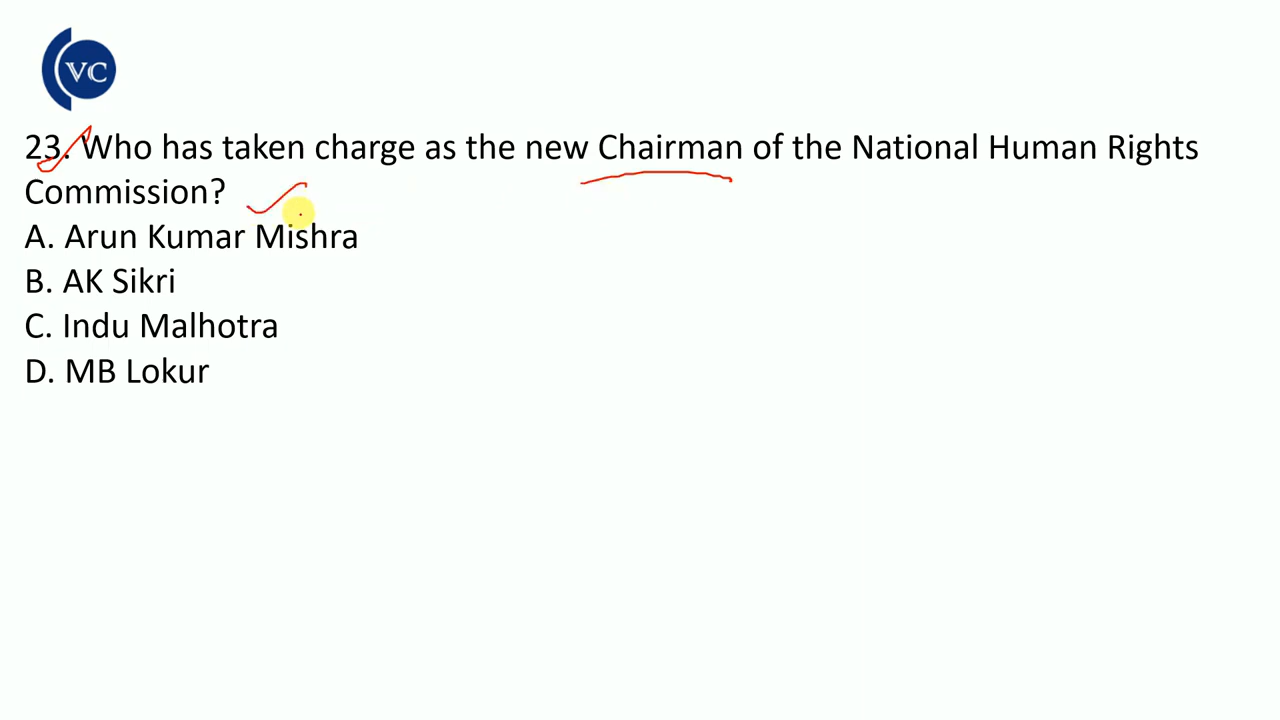 VC
23. Who has taken charge as the new Chairman of the National Human Rights
Commission?
A. Arun Kumar Mishra
B. AK Sikri
C. Indu Malhotra
D. MB Lokur